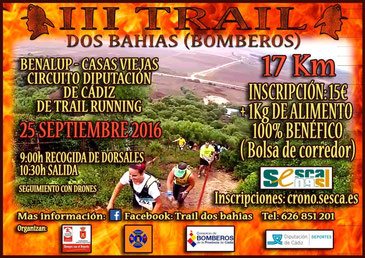 III TRAIL
DOS BAHIAS (BOMBEROS)
BENALUP - CASAS VIEJAS
CIRCUITO DIPUTACIÓN
DE CÁDIZ
DE TRAIL RUNNING
25 SEPTIEMBRE 2016
9:00h RECOGIDA DE DORSALES
10:30h SALIDA
SEGUIMIENTO CON DRONES
17 Km
INSCRIPCIÓN: 15€
+ 1Kg DE ALIMENTO
100% BENÉFICO
( Bolsa de corredor)
sesca
Inscripciones: crono.sesca.es
Mas informacion: f Facebook: Trail dos bahias Tel: 626 851 201
Organizan:
BOMBEROS
Diputación
de Cádiz
DEPORTES